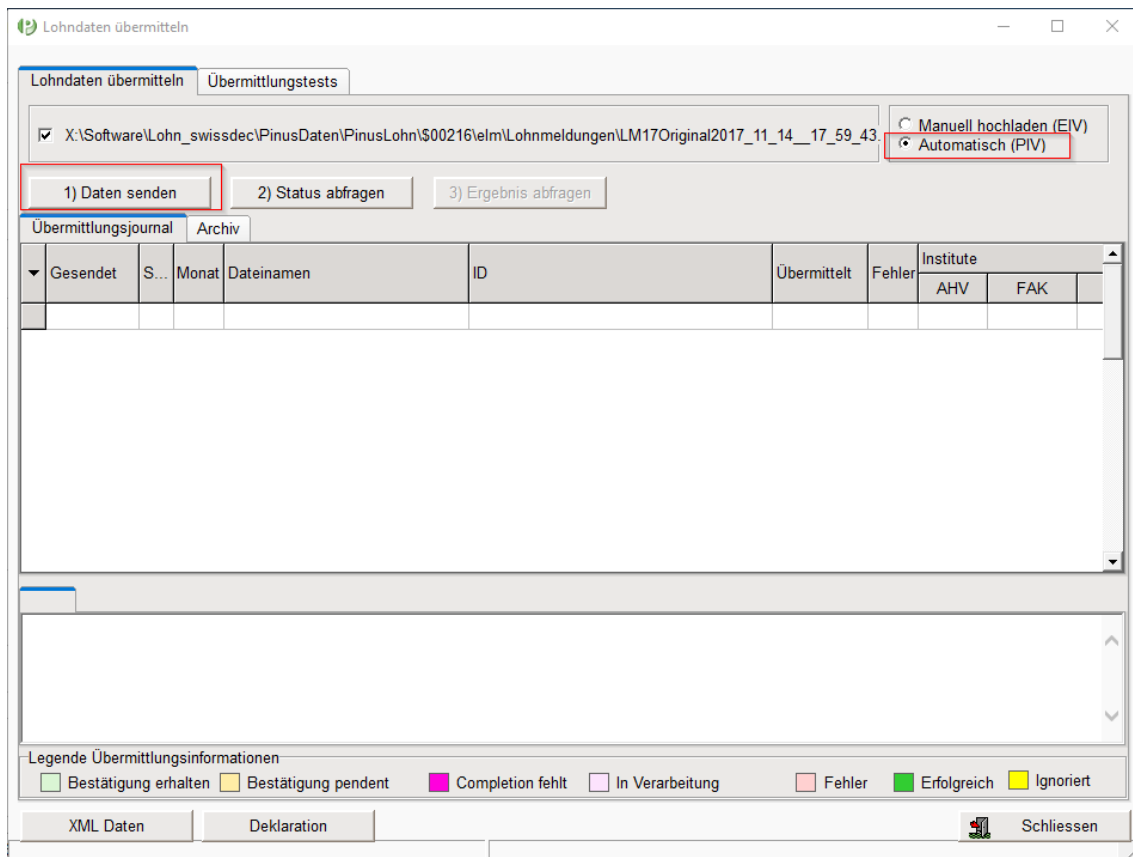 Lohndaten übermitteln
Lohndaten übermitteln Übermittlungstests
X:\Software\Lohn_swissdec\PinusDaten\PinusLohn\$00216\elm\Lohnmeldungen\LM17Original2017_11_14__17_59_43.
Manuell hochladen (EIV)
Automatisch (PIV)
1) Daten senden 2) Status abfragen 3) Ergebnis abfragen
Übermittlungsjournal Archiv
Gesendet S... Monat Dateinamen ID Übermittelt Fehler Institute
AHV FAK
Legende Übermittlungsinformationen
Bestätigung erhalten Bestätigung pendent Completion fehlt In Verarbeitung Fehler Erfolgreich Ignoriert
XML Daten Deklaration Schliessen